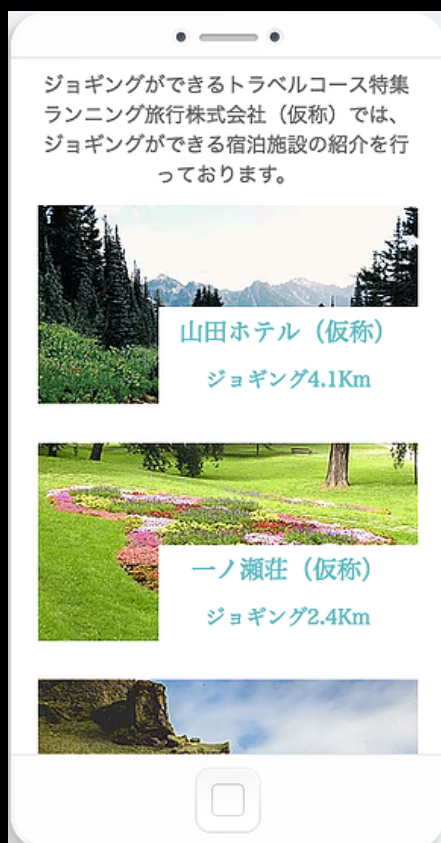 ジョギングができるトラベルコース特集
ランニング旅行株式会社（仮称）では、
ジョギングができる宿泊施設の紹介を行
っております。
山田ホテル（仮称）
ジョギング4.1Km
一ノ瀬荘（仮称）
ジョギング2.4Km